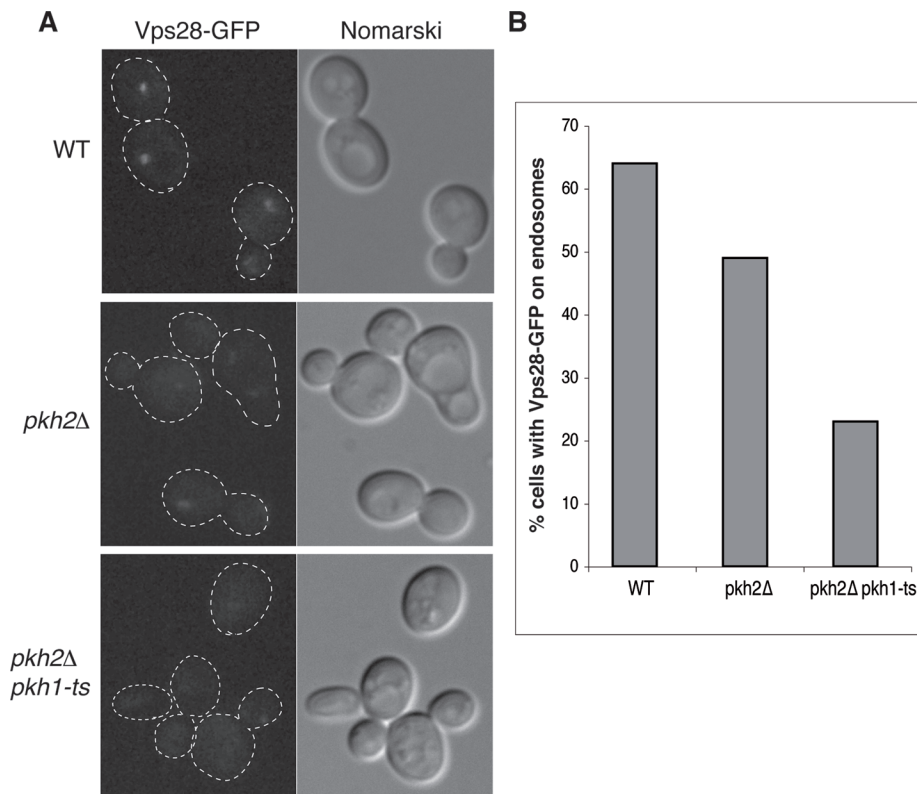 A
Vps28-GFP
Nomarski
WT
pkh2Δ
pkh2Δ
pkh1-ts
B
% cells with Vps28-GFP on endosomes
70
60
50
40
30
20
10
0
WT
pkh2Δ
pkh2Δ pkh1-ts